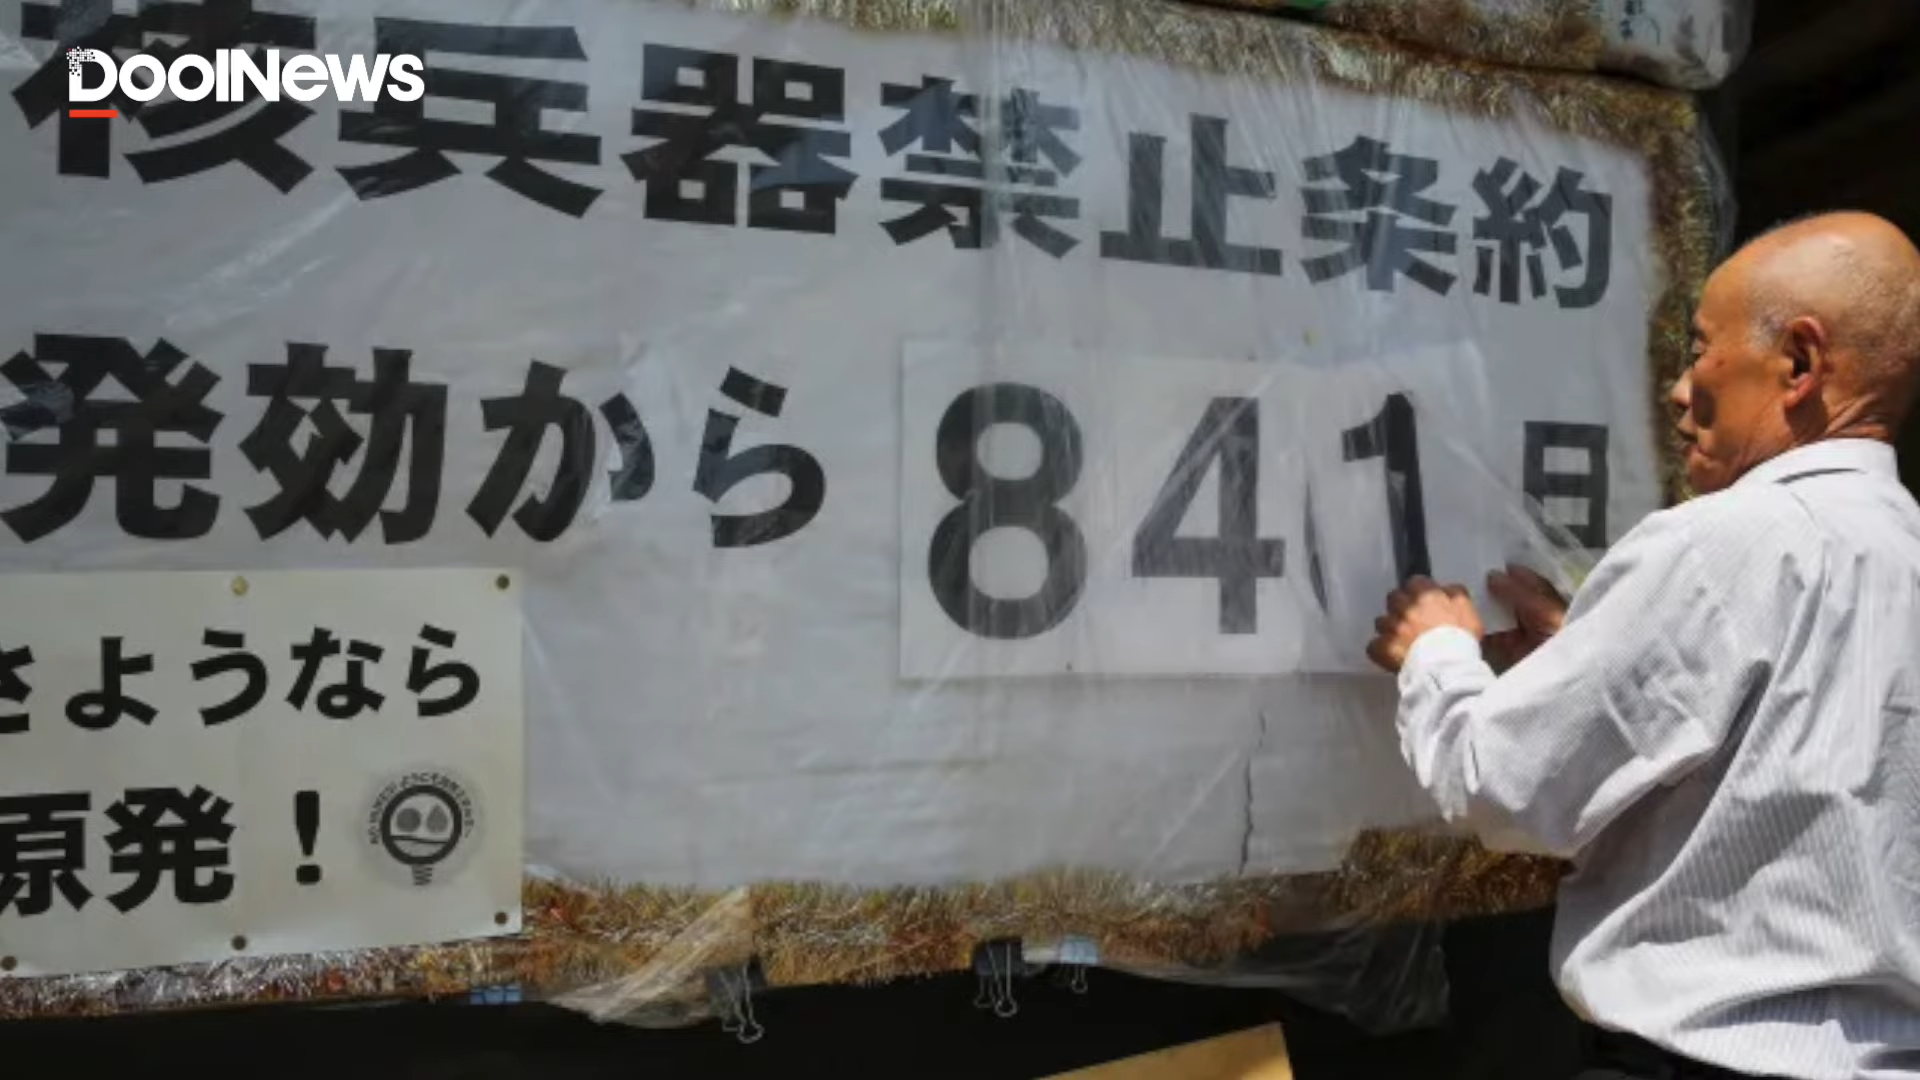 DoolNews
核兵器禁止条約
発効から841日
さようなら
原発！